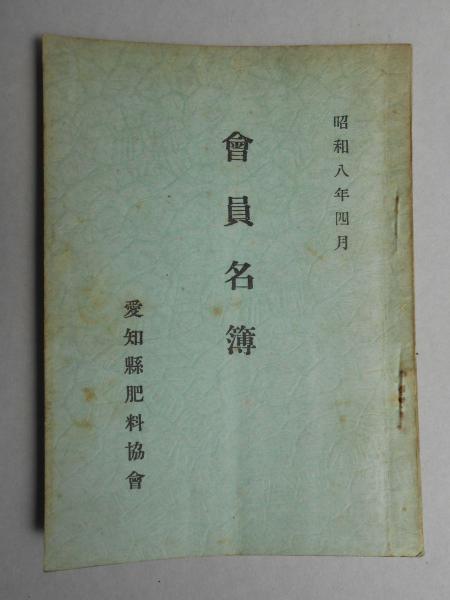 昭和八年四月
會員名簿
愛知縣肥料協會